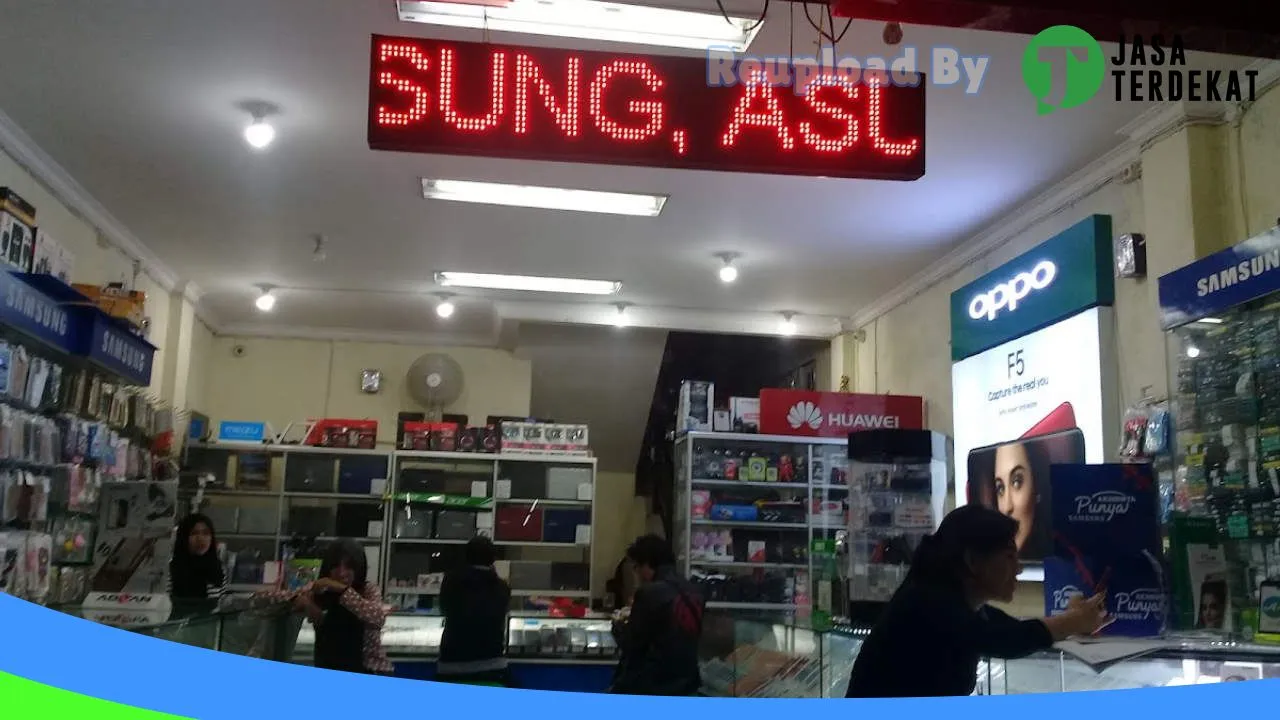 SUNG, ASL
Reupload By
JASA
TERDEKAT
SAMSUNG
SAMSUNG
oppo
F5
Capture the real you
SAMSUN
HUAWEI
meizu
Punya
SAMSUNG
Punya
ADVAN